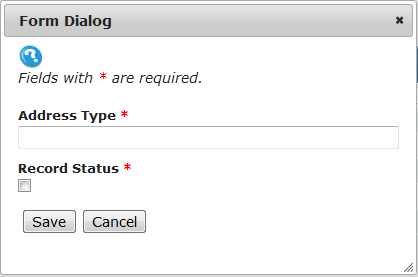 Form Dialog
Fields with * are required.
Address Type *
Record Status *
Save Cancel